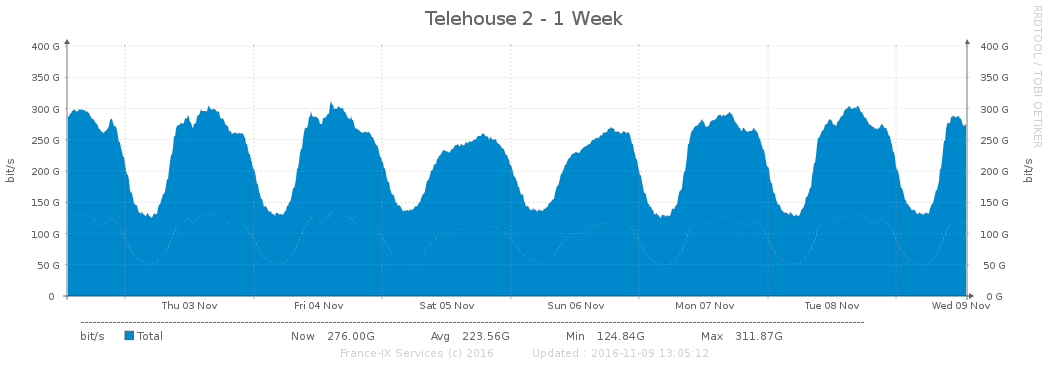 Telehouse 2 - 1 Week
RRDTOOL / TOBI OETIKER
400 G 400 G
350 G 350 G
300 G 300 G
250 G 250 G
200 G 200 G
150 G 150 G
100 G 100 G
50 G 50 G
0 0 G
bit/s bit/s
Thu 03 Nov Fri 04 Nov Sat 05 Nov Sun 06 Nov Mon 07 Nov Tue 08 Nov Wed 09 Nov
bit/s Total Now 276.00G Avg 223.56G Min 124.84G Max 311.87G
France-IX Services (c) 2016 Updated : 2016-11-09 13:05:12